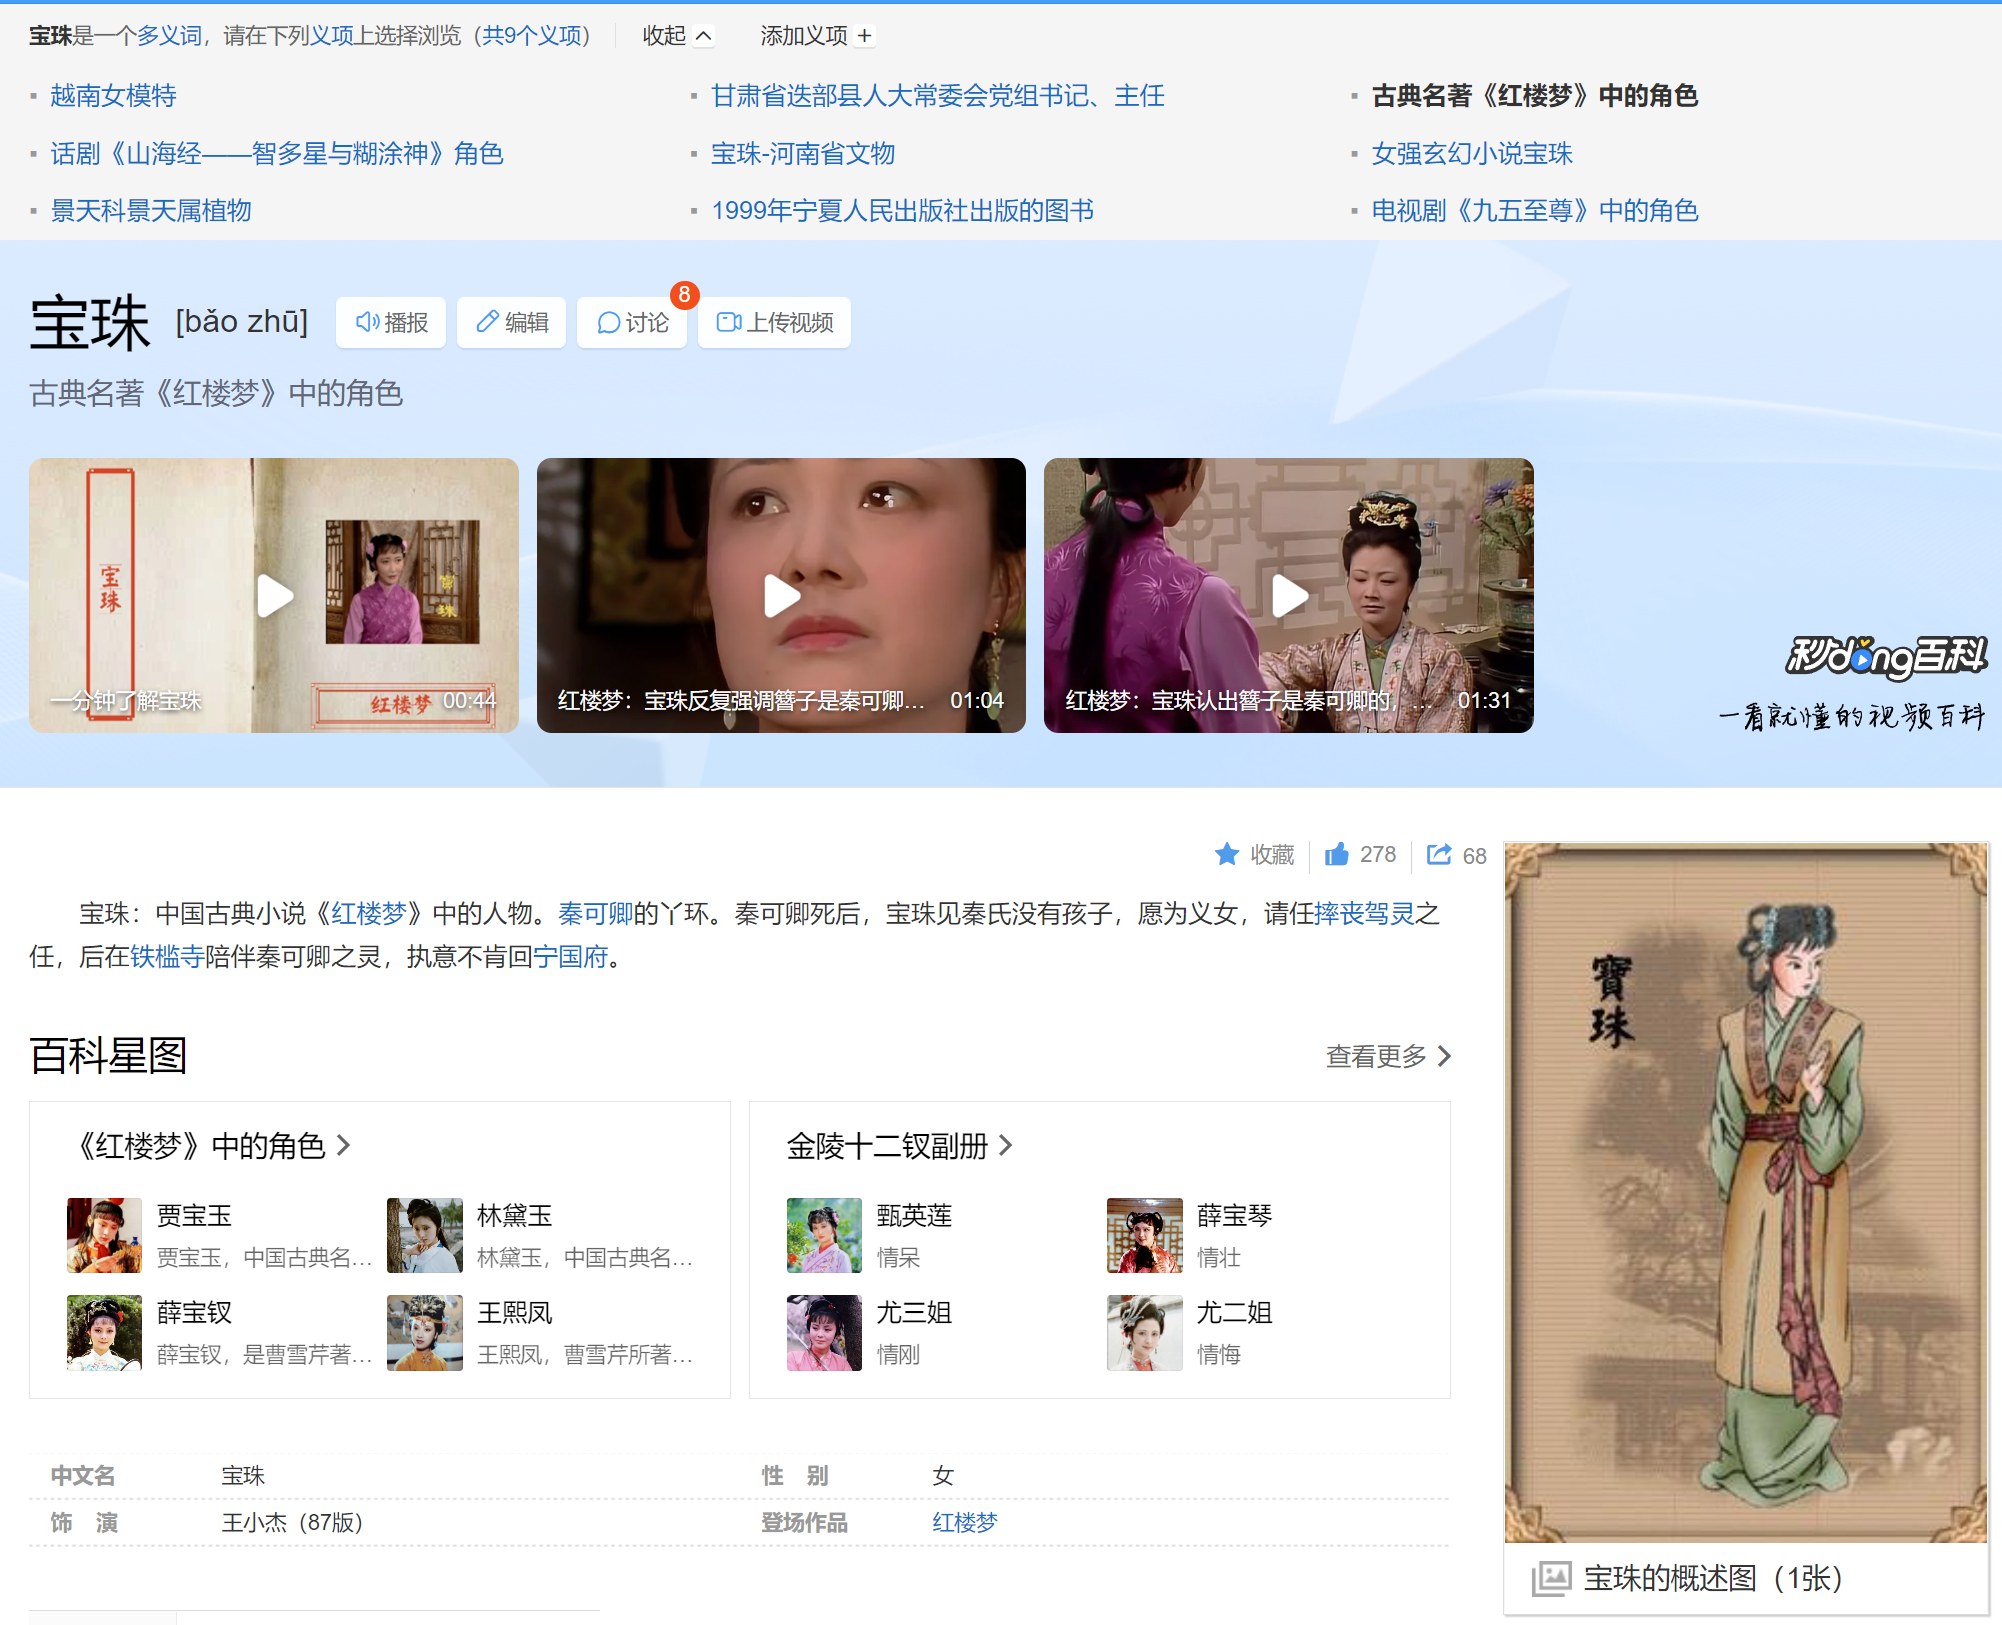 宝珠是一个多义词，请在下列义项上选择浏览（共9个义项） 收起 添加义项
越南女模特 甘肃省迭部县人大常委会党组书记、主任 古典名著《红楼梦》中的角色
话剧《山海经——智多星与糊涂神》角色 宝珠-河南省文物 女强玄幻小说宝珠
景天科景天属植物 1999年宁夏人民出版社出版的图书 电视剧《九五至尊》中的角色
宝珠 [bǎo zhū] 播报 编辑 讨论 8 上传视频
古典名著《红楼梦》中的角色
宝珠
宝珠
红楼梦
一分钟了解宝珠 00:44
红楼梦：宝珠反复强调簪子是秦可卿… 01:04
红楼梦：宝珠认出簪子是秦可卿的，… 01:31
秒dong百科
一看就懂的视频百科
收藏 278 68
宝珠：中国古典小说《红楼梦》中的人物。秦可卿的丫环。秦可卿死后，宝珠见秦氏没有孩子，愿为义女，请任摔丧驾灵之
任，后在铁槛寺陪伴秦可卿之灵，执意不肯回宁国府。
寶珠
百科星图 查看更多
《红楼梦》中的角色
贾宝玉 林黛玉
贾宝玉，中国古典名… 林黛玉，中国古典名…
薛宝钗 王熙凤
薛宝钗，是曹雪芹著… 王熙凤，曹雪芹所著…
金陵十二钗副册
甄英莲 薛宝琴
情呆 情壮
尤三姐 尤二姐
情刚 情悔
中文名 宝珠 性 别 女
饰 演 王小杰（87版） 登场作品 红楼梦
宝珠的概述图（1张）